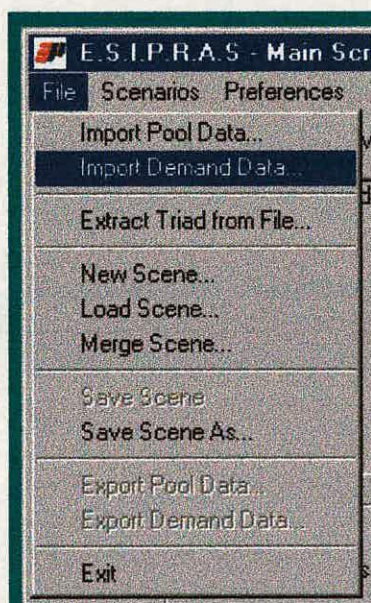 E.S.I.P.R.A.S - Main Scr
File Scenarios Preferences
Import Pool Data...
Import Demand Data...
Extract Triad from File...
New Scene...
Load Scene...
Merge Scene...
Save Scene
Save Scene As...
Export Pool Data...
Export Demand Data...
Exit